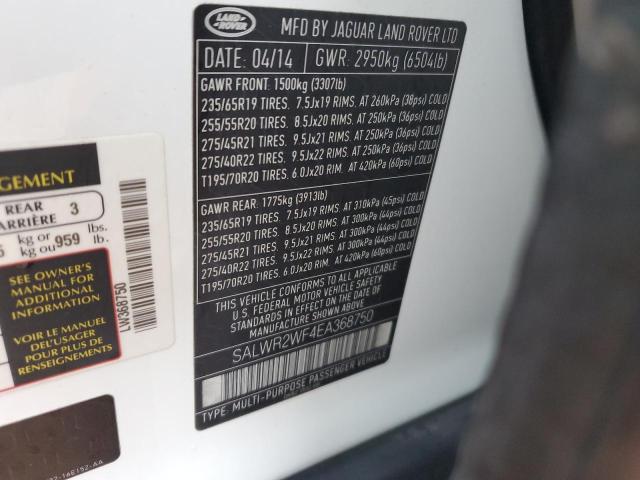 LAND-
ROVER
MFD BY JAGUAR LAND ROVER LTD
DATE: 04/14 GWR: 2950kg (6504lb)
GAWR FRONT: 1500kg (3307lb)
235/65R19 TIRES. 7.5Jx19 RIMS. AT 260kPa (38psi) COLD
255/55R20 TIRES. 8.5Jx20 RIMS. AT 250kPa (36psi) COLD
275/45R21 TIRES. 9.5Jx21 RIMS. AT 250kPa (36psi) COLD
275/40R22 TIRES. 9.5Jx22 RIMS. AT 250kPa (36psi) COLD
T195/70R20 TIRES. 6.0Jx20 RIM. AT 420kPa (60psi) COLD
GAWR REAR: 1775kg (3913lb)
235/65R19 TIRES. 7.5Jx19 RIMS. AT 310kPa (45psi) COLD
255/55R20 TIRES. 8.5Jx20 RIMS. AT 300kPa (44psi) COLD
275/45R21 TIRES. 9.5Jx21 RIMS. AT 300kPa (44psi) COLD
275/40R22 TIRES. 9.5Jx22 RIMS. AT 300kPa (44psi) COLD
T195/70R20 TIRES. 6.0Jx20 RIM. AT 420kPa (60psi) COLD
THIS VEHICLE CONFORMS TO ALL APPLICABLE
U.S. FEDERAL MOTOR VEHICLE SAFETY
STANDARDS IN EFFECT ON THE DATE OF
MANUFACTURE SHOWN ABOVE.
SALWR2WF4EA368750
TYPE: MULTI-PURPOSE PASSENGER VEHICLE
REAR 3
ARRIÈRE
kg or lbs.
kg ou 959 lb.
SEE OWNER'S
MANUAL FOR
ADDITIONAL
INFORMATION
VOIR LE MANUEL
DEL'USAGER
POUR PLUS DE
RENSEIGNEMENTS
LW368750